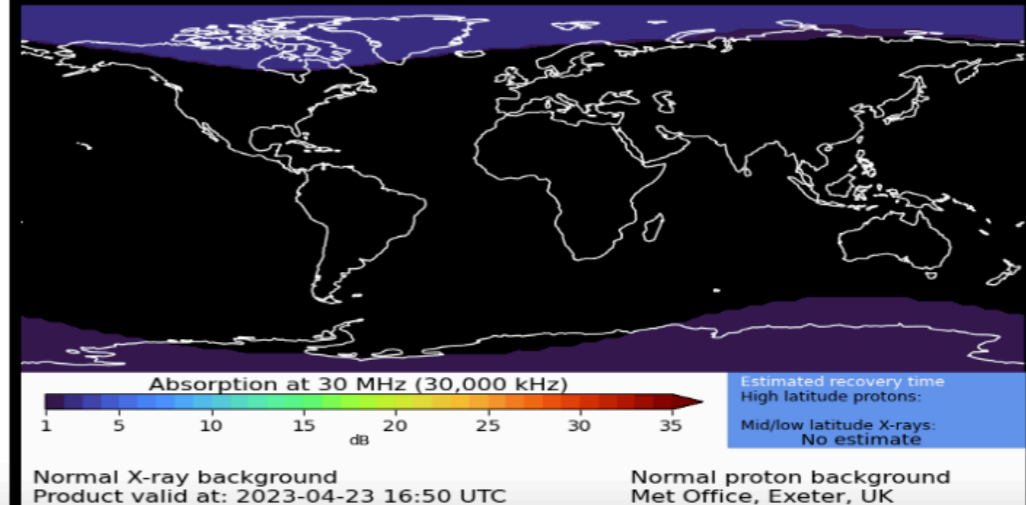 Absorption at 30 MHz (30,000 kHz)
1 5 10 15 20 25 30 35
dB
Estimated recovery time
High latitude protons:
Mid/low latitude X-rays:
No estimate
Normal X-ray background
Product valid at: 2023-04-23 16:50 UTC
Normal proton background
Met Office, Exeter, UK